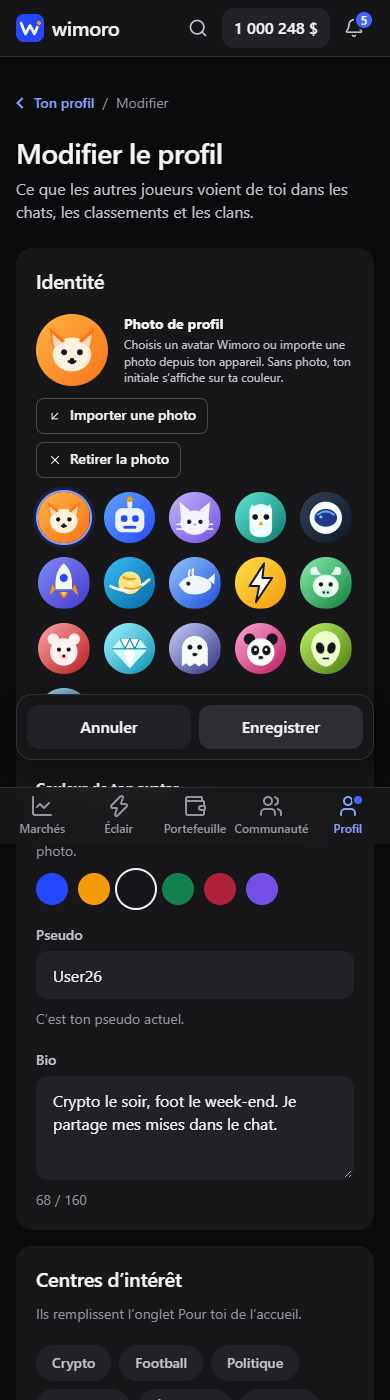 wimoro
1 000 248 $
5
Ton profil / Modifier
Modifier le profil
Ce que les autres joueurs voient de toi dans les
chats, les classements et les clans.
Identité
Photo de profil
Choisis un avatar Wimoro ou importe une
photo depuis ton appareil. Sans photo, ton
initiale s'affiche sur ta couleur.
Importer une photo
Retirer la photo
Annuler
Enregistrer
Marchés
Éclair
Portefeuille
Communauté
Profil
photo.
Pseudo
User26
C'est ton pseudo actuel.
Bio
Crypto le soir, foot le week-end. Je
partage mes mises dans le chat.
68 / 160
Centres d'intérêt
Ils remplissent l'onglet Pour toi de l'accueil.
Crypto
Football
Politique